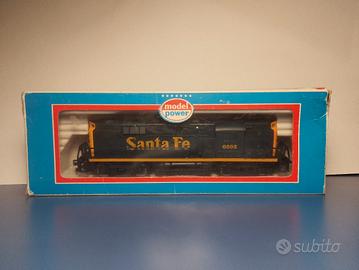 model
power
Santa Fe
subito